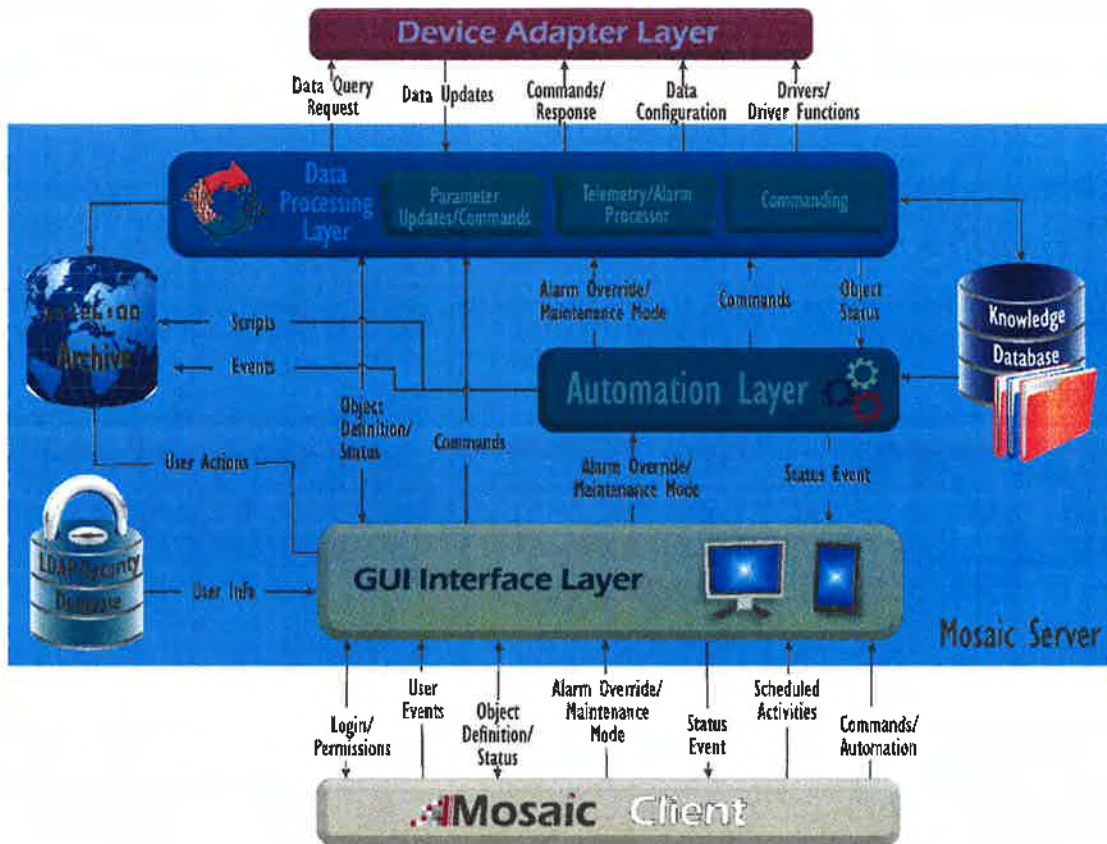 Device Adapter Layer
Data Query
Request
Data Updates
Commands/
Response
Data
Configuration
Drivers/
Driver Functions
Data
Processing
Layer
Parameter
Updates/Commands
Telemetry/Alarm
Processor
Commanding
Archive
Scripts
Events
Alarm Override/
Maintenance Mode
Commands
Object
Status
Knowledge
Database
Automation Layer
Object
Definition/
Status
Commands
Alarm Override/
Maintenance Mode
Status Event
User Actions
LDAP/Security
Database
User Info
GUI Interface Layer
Mosaic Server
Login/
Permissions
User
Events
Object
Definition/
Status
Alarm Override/
Maintenance
Mode
Status
Event
Scheduled
Activities
Commands/
Automation
Mosaic Client